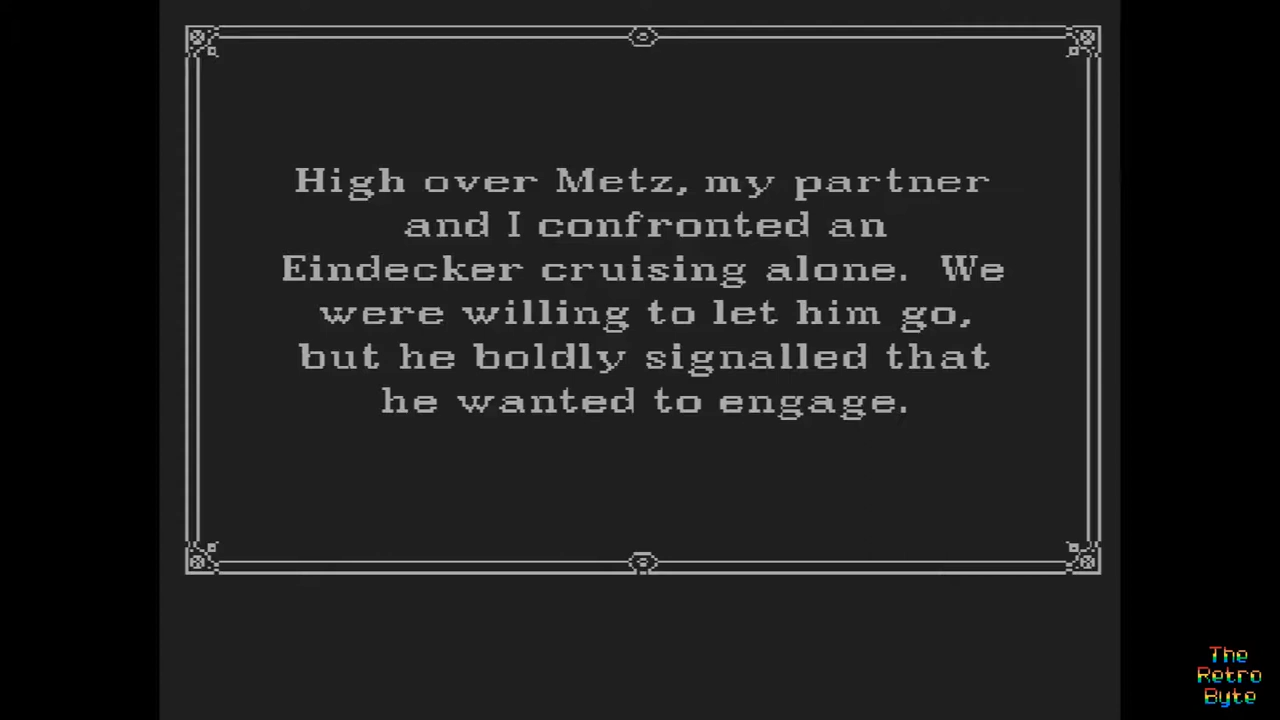 High over Metz, my partner
and I confronted an
Eindecker cruising alone.  We
were willing to let him go,
but he boldly signalled that
he wanted to engage.
The
Retro
Byte